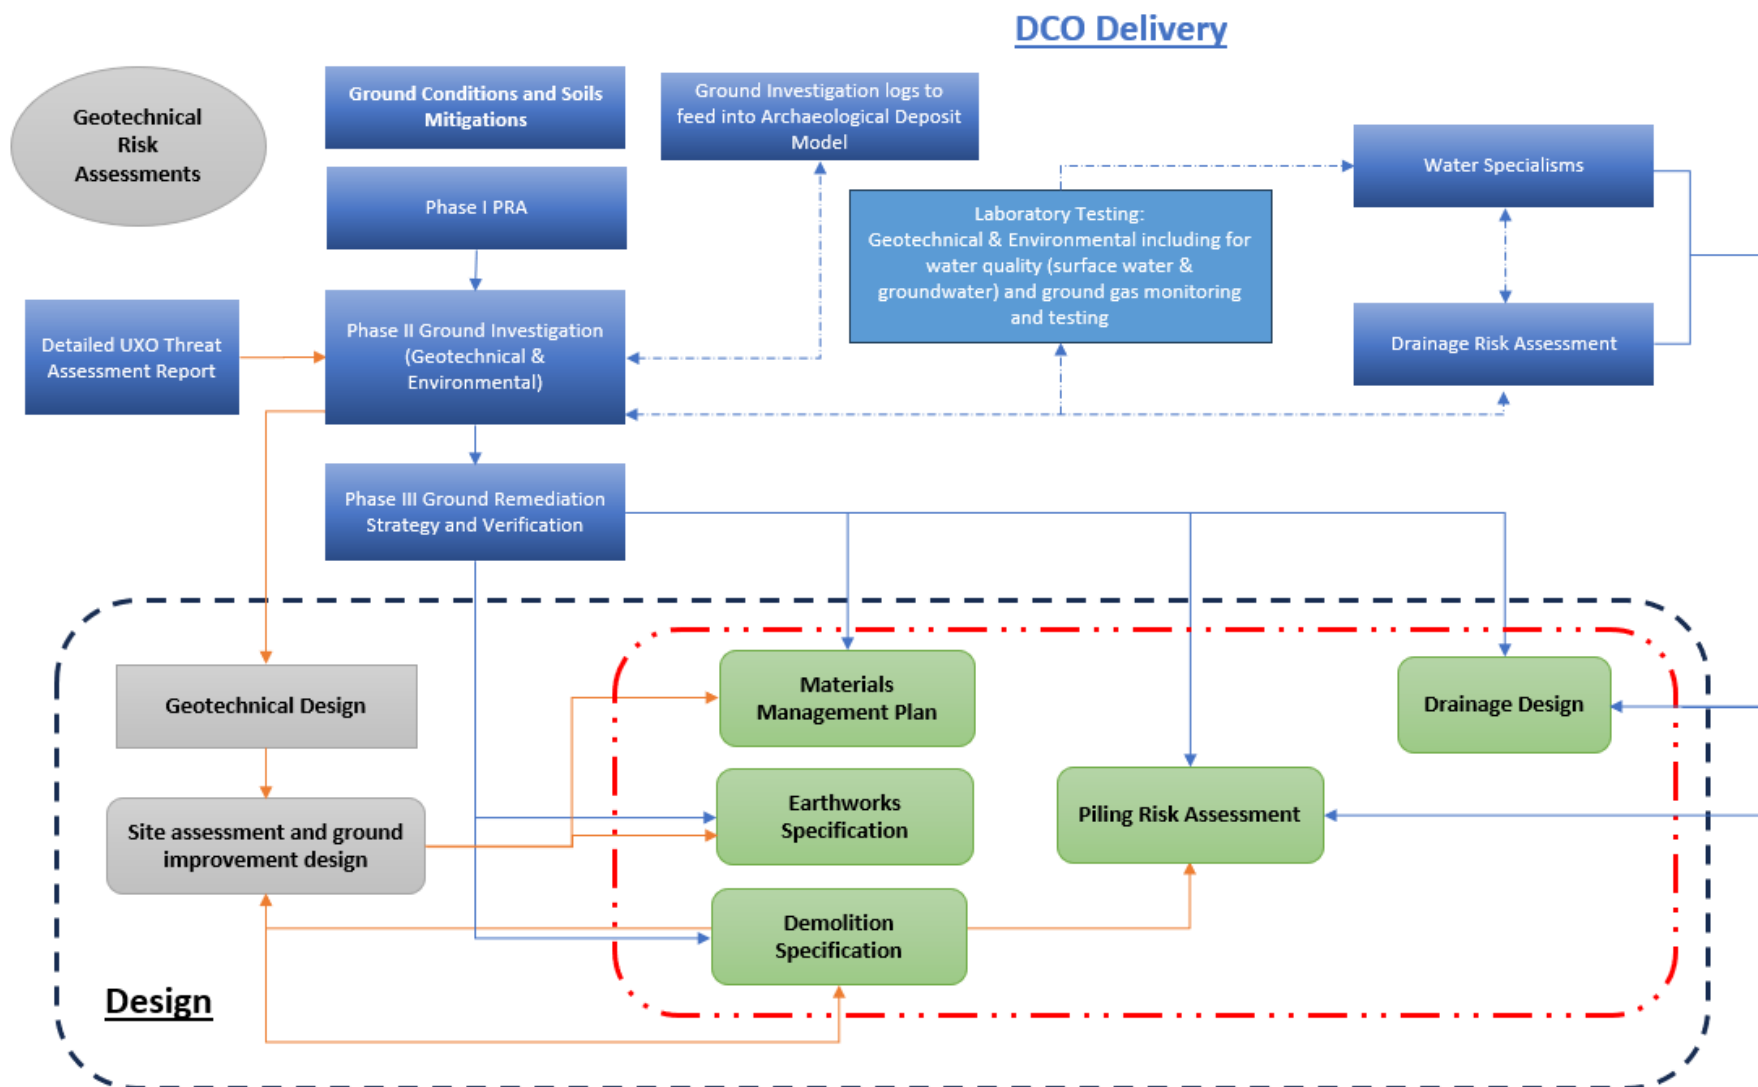 DCO Delivery
Geotechnical
Risk
Assessments
Ground Conditions and Soils
Mitigations
Ground Investigation logs to
feed into Archaeological Deposit
Model
Phase I PRA
Laboratory Testing:
Geotechnical & Environmental including for
water quality (surface water &
groundwater) and ground gas monitoring
and testing
Water Specialisms
Detailed UXO Threat
Assessment Report
Phase II Ground Investigation
(Geotechnical &
Environmental)
Drainage Risk Assessment
Phase III Ground Remediation
Strategy and Verification
Geotechnical Design
Materials
Management Plan
Drainage Design
Site assessment and ground
improvement design
Earthworks
Specification
Piling Risk Assessment
Demolition
Specification
Design